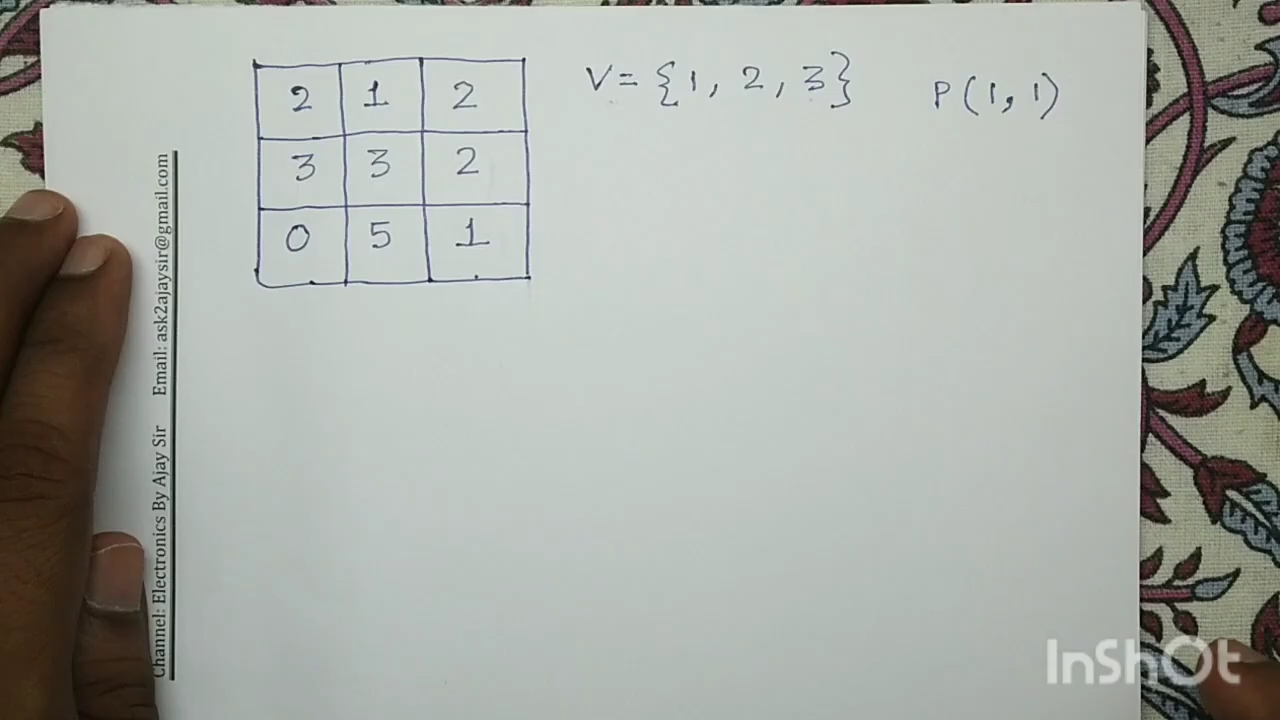 2 1 2
3 3 2
0 5 1
V = {1, 2, 3}
P(1, 1)
Channel: Electronics By Ajay Sir Email: ask2ajaysir@gmail.com
InShOt